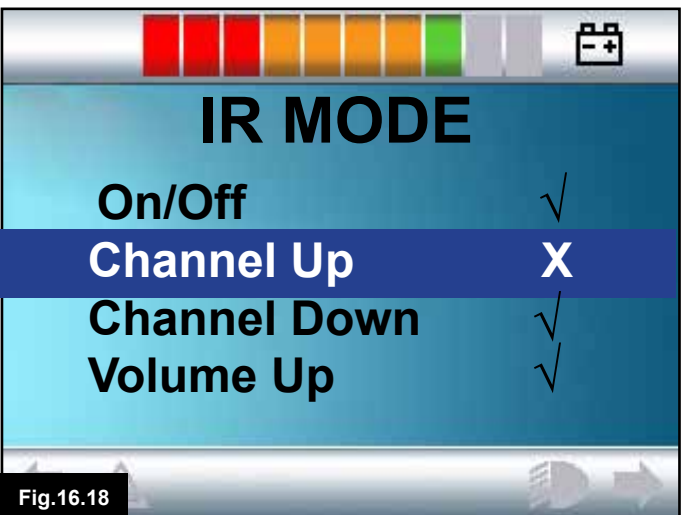 IR MODE
On/Off √
Channel Up X
Channel Down √
Volume Up √
Fig.16.18